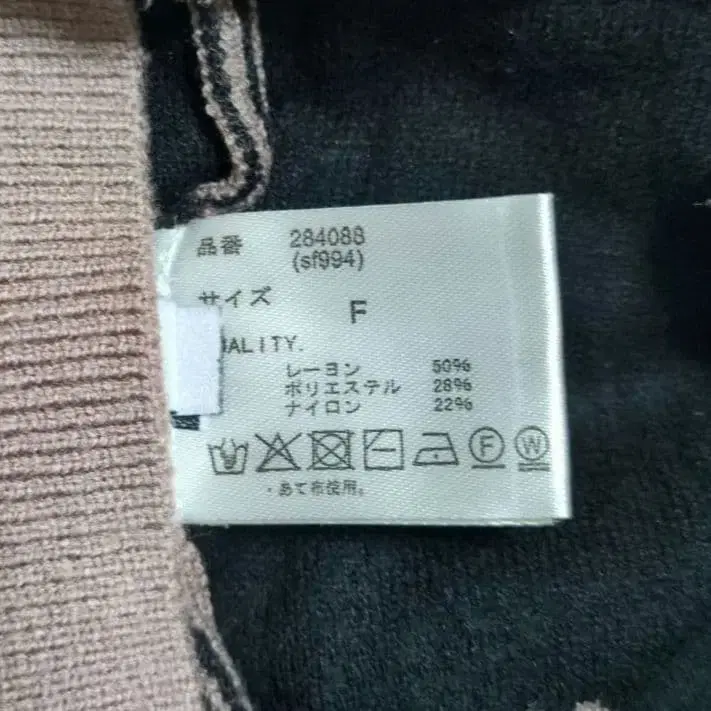 品番 284088
(sf994)
サイズ F
UALITY.
レーヨン 50%
ポリエステル 28%
ナイロン 22%
F W
・あて布使用。